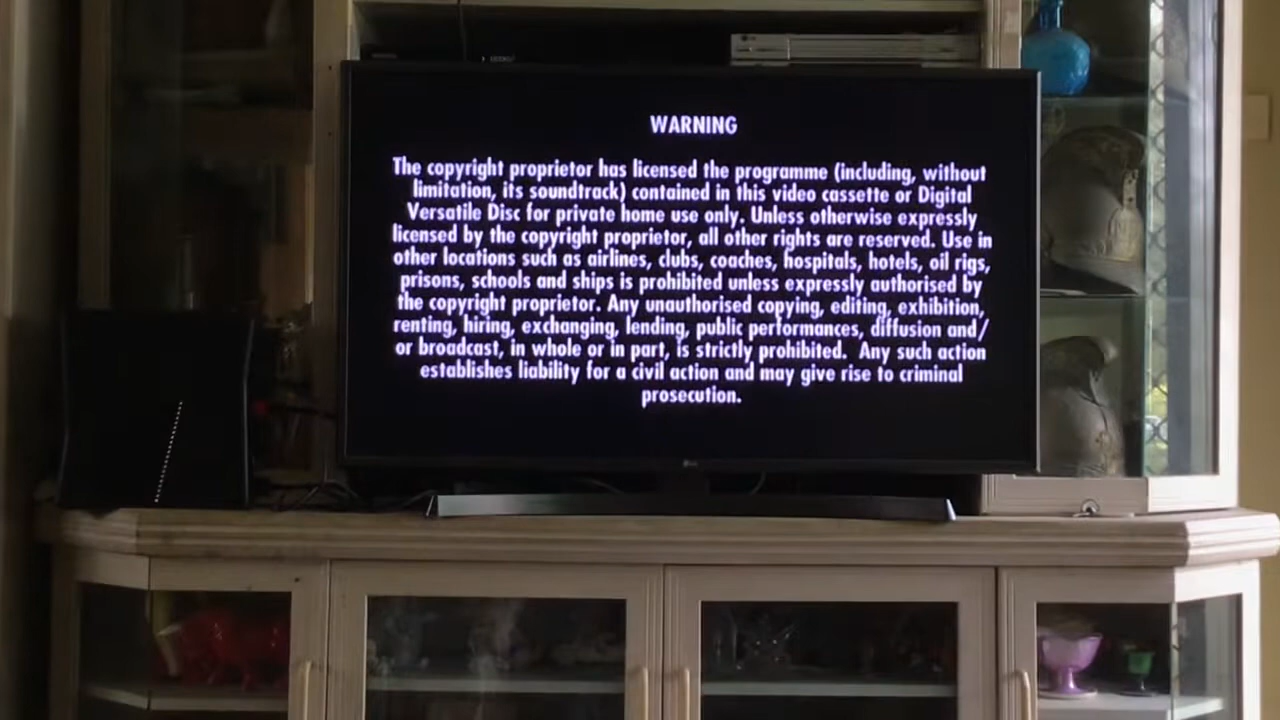 WARNING
The copyright proprietor has licensed the programme (including, without
limitation, its soundtrack) contained in this video cassette or Digital
Versatile Disc for private home use only. Unless otherwise expressly
licensed by the copyright proprietor, all other rights are reserved. Use in
other locations such as airlines, clubs, coaches, hospitals, hotels, oil rigs,
prisons, schools and ships is prohibited unless expressly authorised by
the copyright proprietor. Any unauthorised copying, editing, exhibition,
renting, hiring, exchanging, lending, public performances, diffusion and/
or broadcast, in whole or in part, is strictly prohibited. Any such action
establishes liability for a civil action and may give rise to criminal
prosecution.